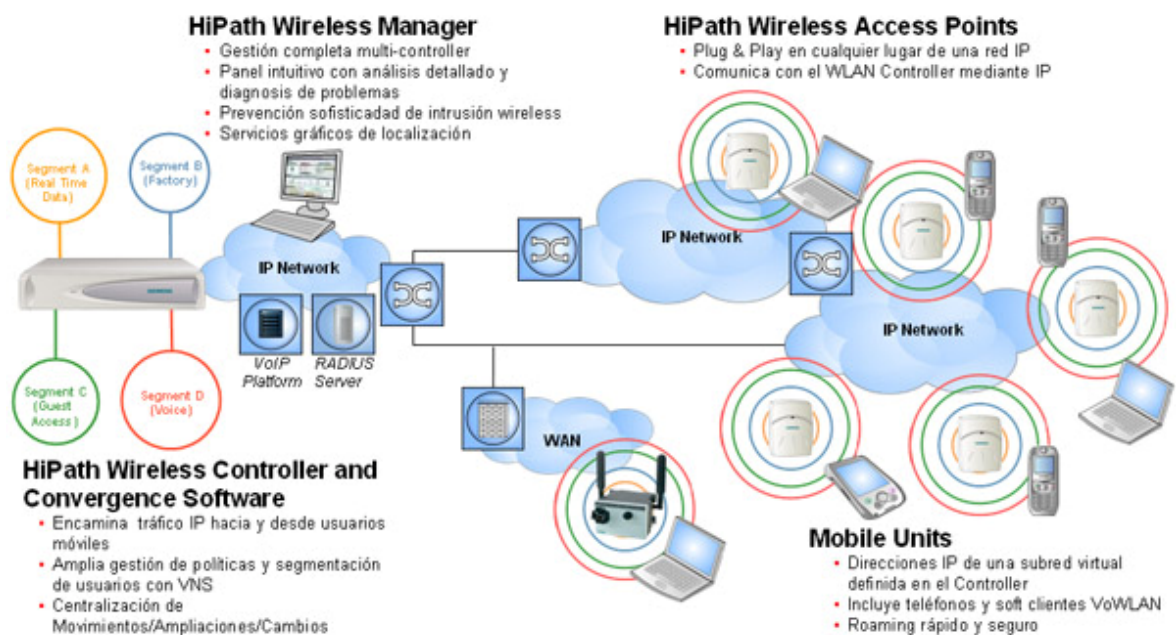 HiPath Wireless Manager
• Gestión completa multi-controller
• Panel intuitivo con análisis detallado y
diagnosis de problemas
• Prevención sofisticadad de intrusión wireless
• Servicios gráficos de localización
HiPath Wireless Access Points
• Plug & Play en cualquier lugar de una red IP
• Comunica con el WLAN Controller mediante IP
Segment A
(Real Time
Data)
Segment B
(Factory)
IP Network
IP Network
SIEMENS
VoIP
Platform
RADIUS
Server
IP Network
Segment C
(Guest
Access)
Segment D
(Voice)
WAN
HiPath Wireless Controller and
Convergence Software
• Encamina tráfico IP hacia y desde usuarios
móviles
• Amplia gestión de políticas y segmentación
de usuarios con VNS
• Centralización de
Movimientos/Ampliaciones/Cambios
Mobile Units
• Direcciones IP de una subred virtual
definida en el Controller
• Incluye teléfonos y soft clientes VoWLAN
• Roaming rápido y seguro